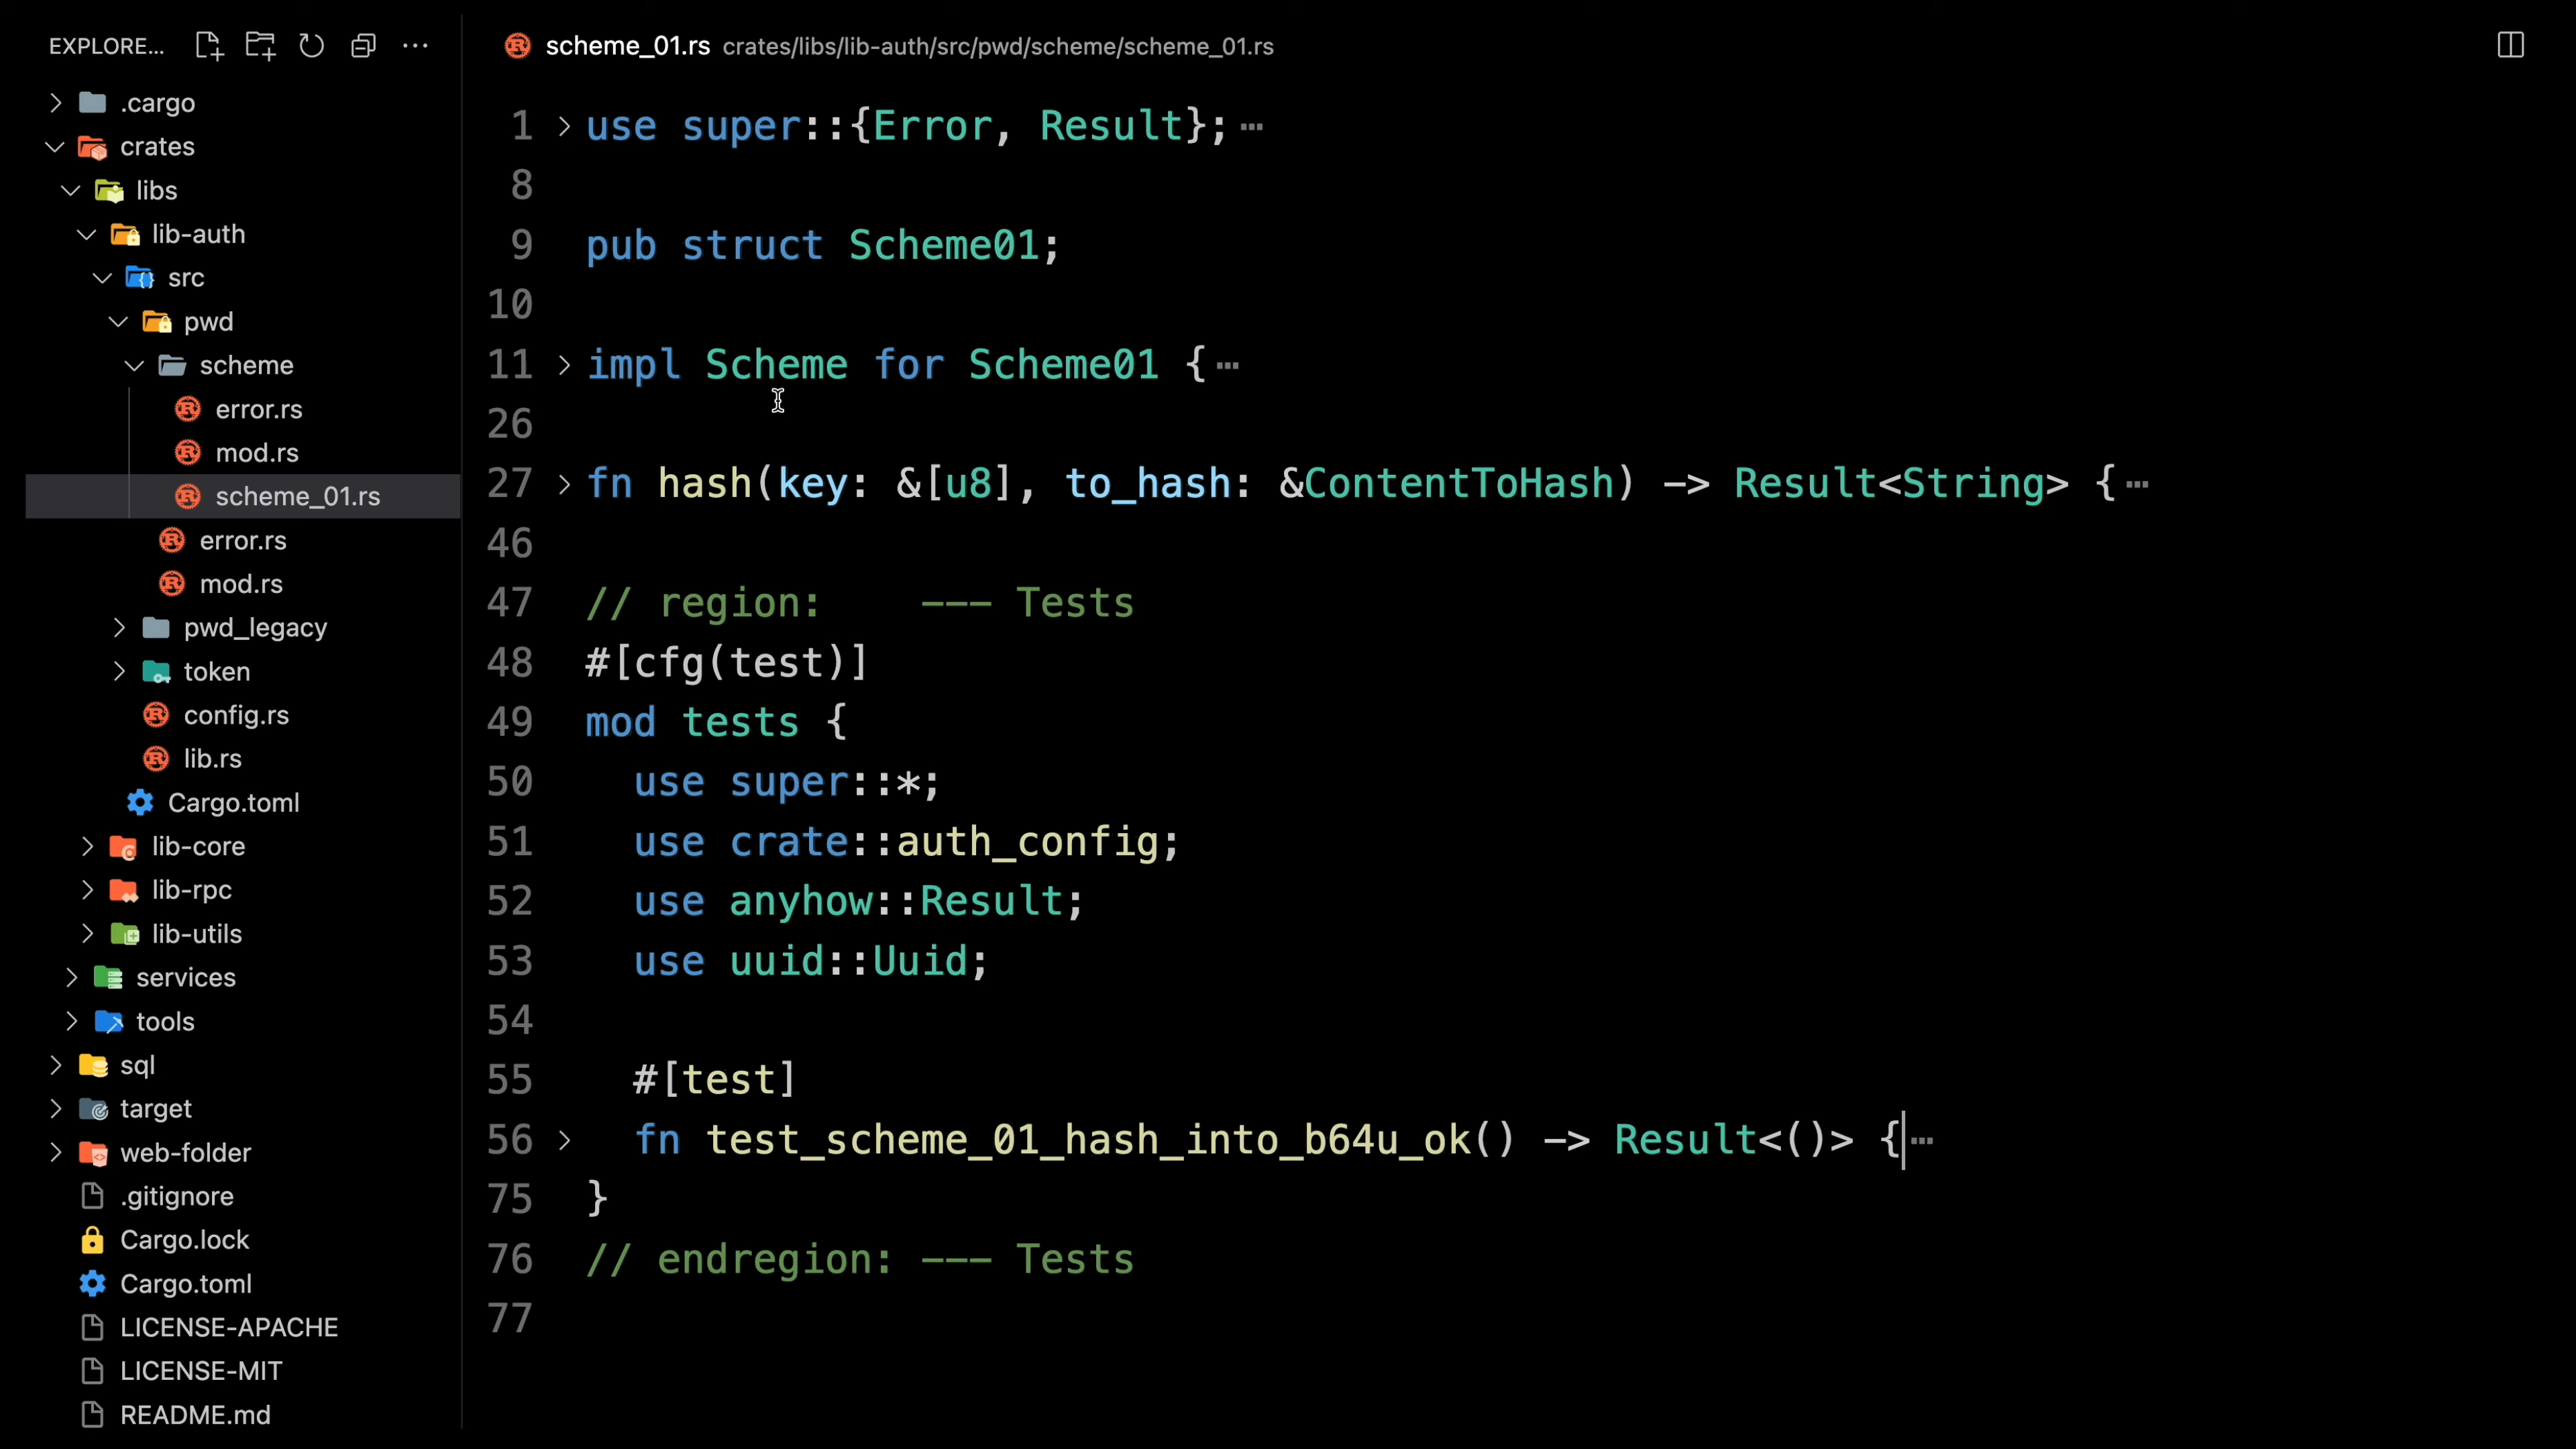 EXPLORE...
.cargo
crates
libs
lib-auth
src
pwd
scheme
error.rs
mod.rs
scheme_01.rs
error.rs
mod.rs
pwd_legacy
token
config.rs
lib.rs
Cargo.toml
lib-core
lib-rpc
lib-utils
services
tools
sql
target
web-folder
.gitignore
Cargo.lock
Cargo.toml
LICENSE-APACHE
LICENSE-MIT
README.md
scheme_01.rs crates/libs/lib-auth/src/pwd/scheme/scheme_01.rs
1 use super::{Error, Result};⋯
8
9 pub struct Scheme01;
10
11 impl Scheme for Scheme01 {⋯
26
27 fn hash(key: &[u8], to_hash: &ContentToHash) -> Result<String> {⋯
46
47 // region:    --- Tests
48 #[cfg(test)]
49 mod tests {
50   use super::*;
51   use crate::auth_config;
52   use anyhow::Result;
53   use uuid::Uuid;
54
55   #[test]
56   fn test_scheme_01_hash_into_b64u_ok() -> Result<()> {⋯
75 }
76 // endregion: --- Tests
77